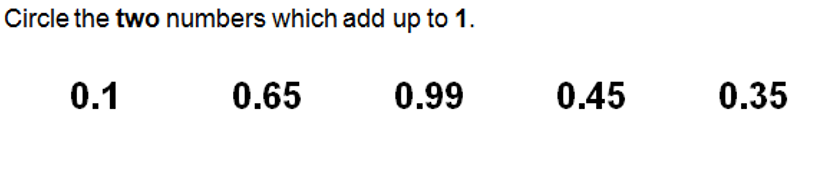 Circle the two numbers which add up to 1.
0.1 0.65 0.99 0.45 0.35